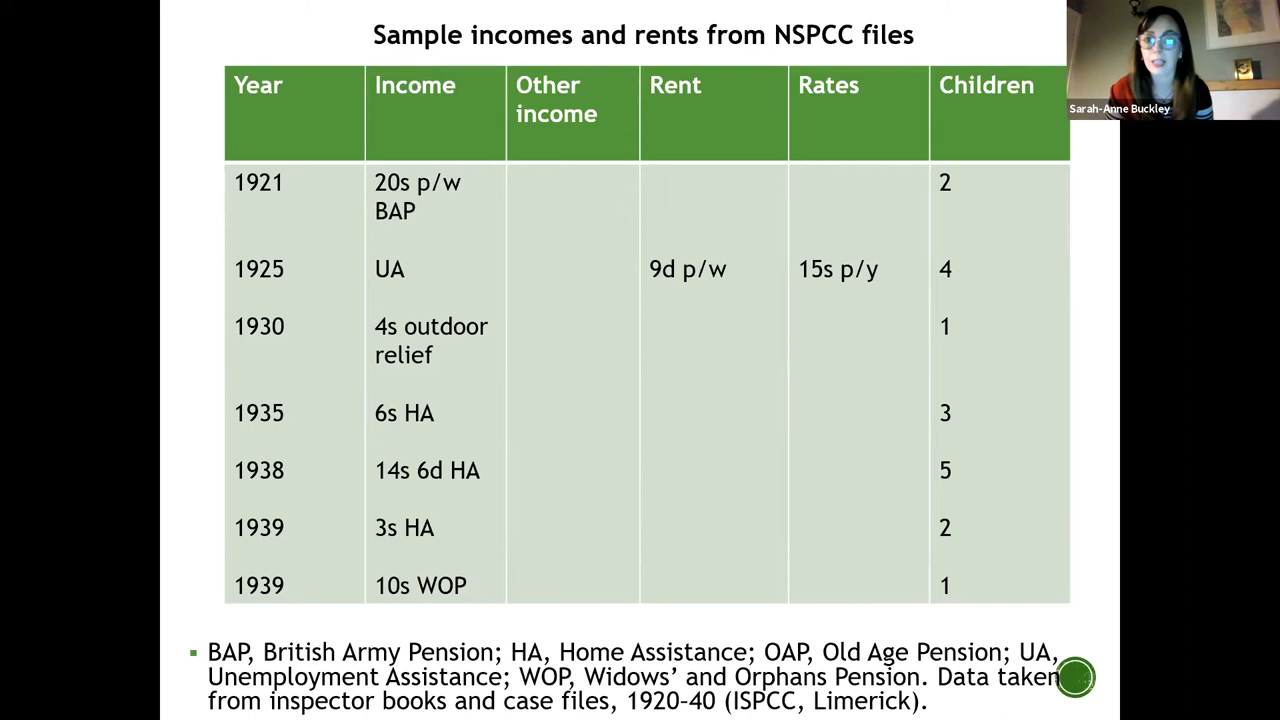 Sample incomes and rents from NSPCC files
Year Income Other income Rent Rates Children
1921 20s p/w BAP 2
1925 UA 9d p/w 15s p/y 4
1930 4s outdoor relief 1
1935 6s HA 3
1938 14s 6d HA 5
1939 3s HA 2
1939 10s WOP 1
BAP, British Army Pension; HA, Home Assistance; OAP, Old Age Pension; UA,
Unemployment Assistance; WOP, Widows’ and Orphans Pension. Data taken
from inspector books and case files, 1920-40 (ISPCC, Limerick).
Sarah-Anne Buckley